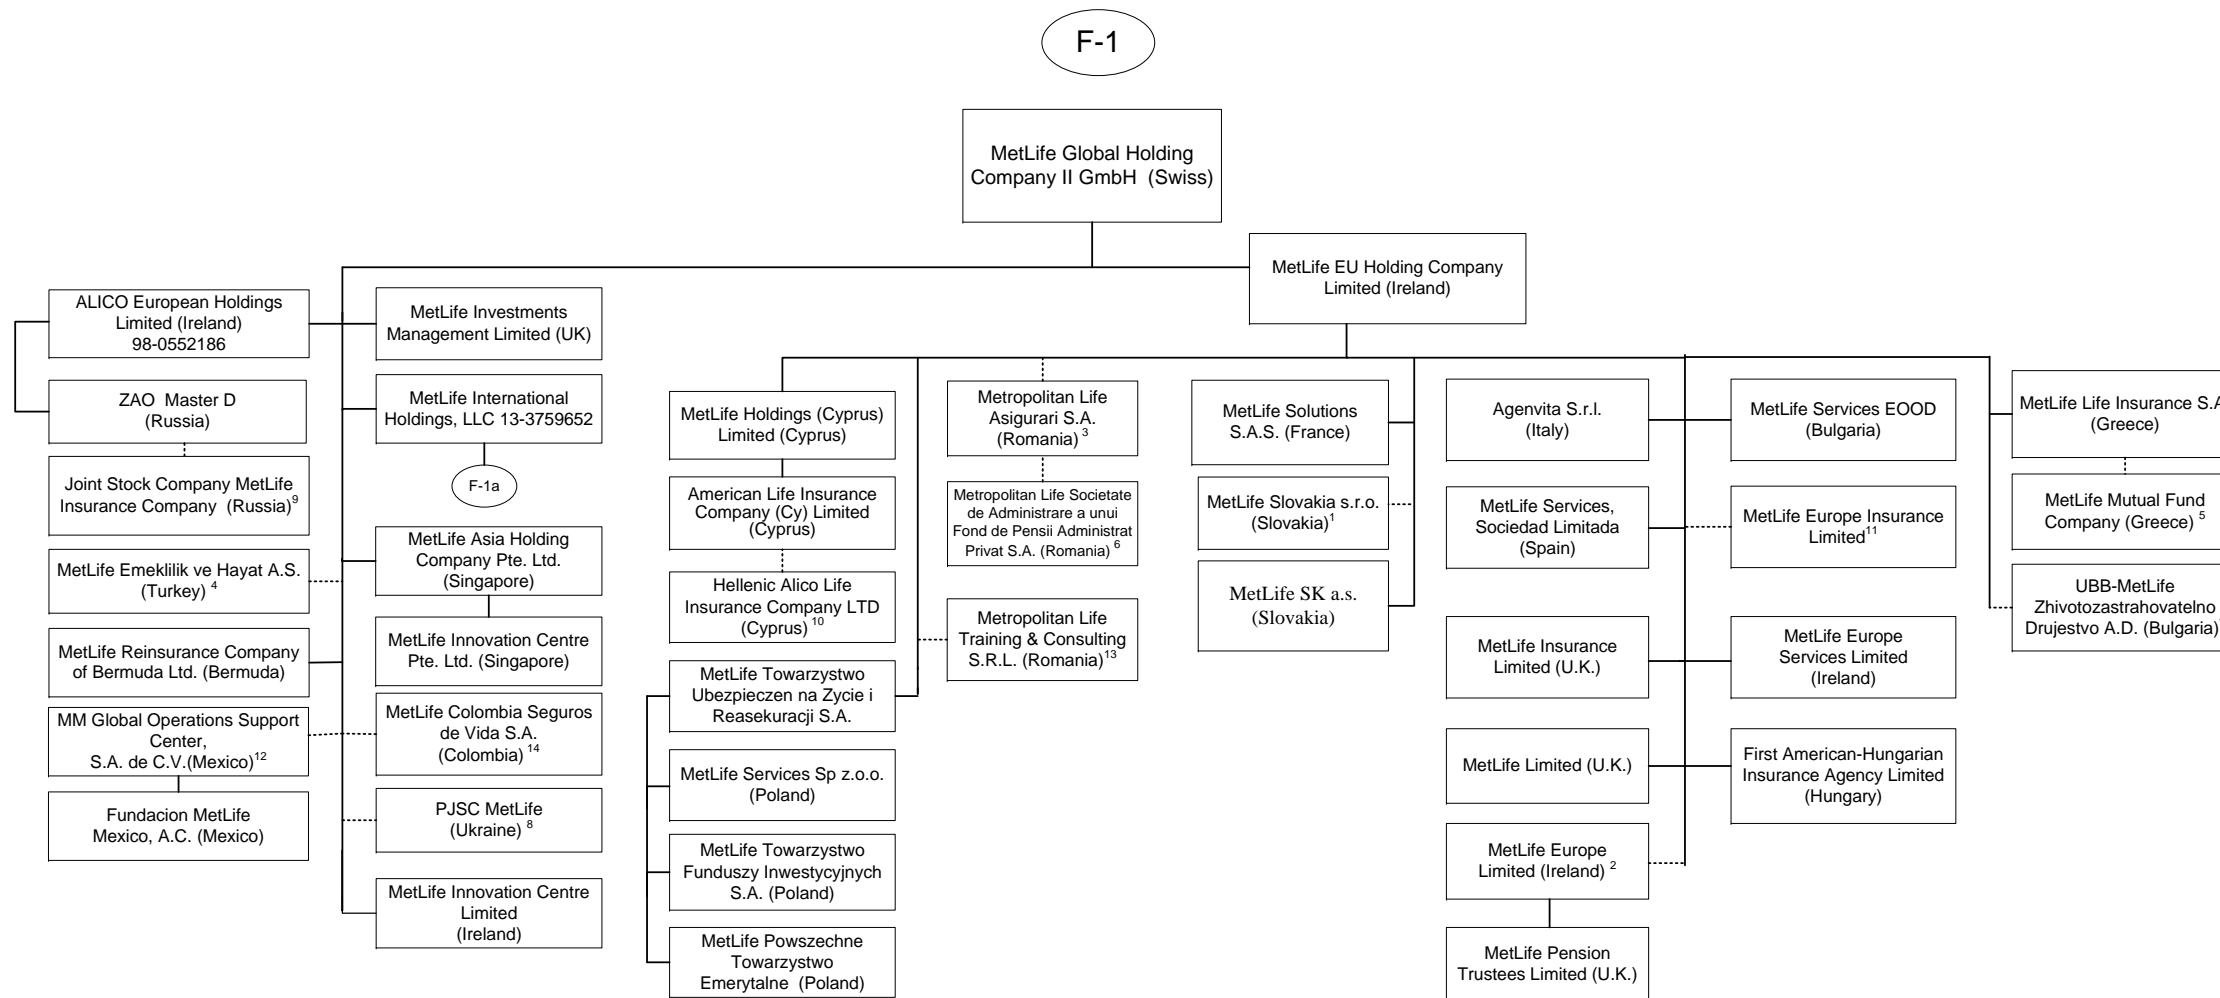 F-1
MetLife Global Holding
Company II GmbH (Swiss)
MetLife EU Holding Company
Limited (Ireland)
ALICO European Holdings
Limited (Ireland)
98-0552186
ZAO Master D
(Russia)
Joint Stock Company MetLife
Insurance Company (Russia)9
MetLife Emeklilik ve Hayat A.S.
(Turkey) 4
MetLife Reinsurance Company
of Bermuda Ltd. (Bermuda)
MM Global Operations Support
Center,
S.A. de C.V.(Mexico)12
Fundacion MetLife
Mexico, A.C. (Mexico)
MetLife Investments
Management Limited (UK)
MetLife International
Holdings, LLC 13-3759652
F-1a
MetLife Asia Holding
Company Pte. Ltd.
(Singapore)
MetLife Innovation Centre
Pte. Ltd. (Singapore)
MetLife Colombia Seguros
de Vida S.A.
(Colombia) 14
PJSC MetLife
(Ukraine) 8
MetLife Innovation Centre
Limited
(Ireland)
MetLife Holdings (Cyprus)
Limited (Cyprus)
American Life Insurance
Company (Cy) Limited
(Cyprus)
Hellenic Alico Life
Insurance Company LTD
(Cyprus) 10
MetLife Towarzystwo
Ubezpieczen na Zycie i
Reasekuracji S.A.
MetLife Services Sp z.o.o.
(Poland)
MetLife Towarzystwo
Funduszy Inwestycyjnych
S.A. (Poland)
MetLife Powszechne
Towarzystwo
Emerytalne (Poland)
Metropolitan Life
Asigurari S.A.
(Romania) 3
Metropolitan Life Societate
de Administrare a unui
Fond de Pensii Administrat
Privat S.A. (Romania) 6
Metropolitan Life
Training & Consulting
S.R.L. (Romania)13
MetLife Solutions
S.A.S. (France)
MetLife Slovakia s.r.o.
(Slovakia)1
MetLife SK a.s.
(Slovakia)
Agenvita S.r.l.
(Italy)
MetLife Services,
Sociedad Limitada
(Spain)
MetLife Insurance
Limited (U.K.)
MetLife Limited (U.K.)
MetLife Europe
Limited (Ireland) 2
MetLife Pension
Trustees Limited (U.K.)
MetLife Services EOOD
(Bulgaria)
MetLife Europe Insurance
Limited11
MetLife Europe
Services Limited
(Ireland)
First American-Hungarian
Insurance Agency Limited
(Hungary)
MetLife Life Insurance S.A
(Greece)
MetLife Mutual Fund
Company (Greece) 5
UBB-MetLife
Zhivotozastrahovatelno
Drujestvo A.D. (Bulgaria)